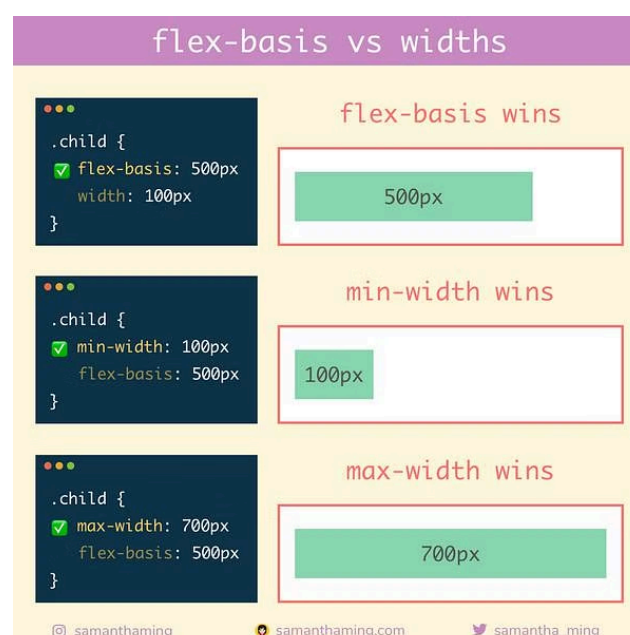 flex-basis vs widths
.child {
flex-basis: 500px
width: 100px
}
flex-basis wins
500px
.child {
min-width: 100px
flex-basis: 500px
}
min-width wins
100px
.child {
max-width: 700px
flex-basis: 500px
}
max-width wins
700px
samanthaming
samanthaming.com
samantha_ming